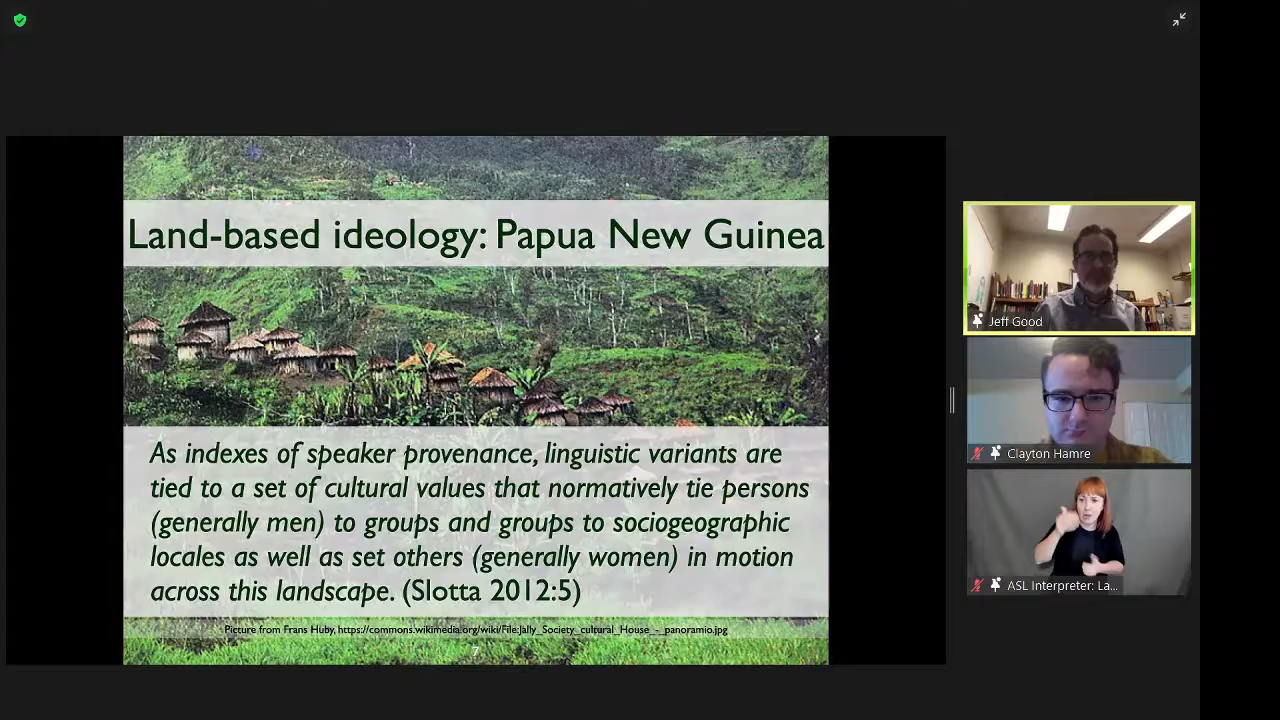 Land-based ideology: Papua New Guinea
As indexes of speaker provenance, linguistic variants are
tied to a set of cultural values that normatively tie persons
(generally men) to groups and groups to sociogeographic
locales as well as set others (generally women) in motion
across this landscape. (Slotta 2012:5)
Picture from Frans Huby, https://commons.wikimedia.org/wiki/File:Jally_Society_cultural_House_-_panoramio.jpg
7
Jeff Good
Clayton Hamre
ASL Interpreter: La...